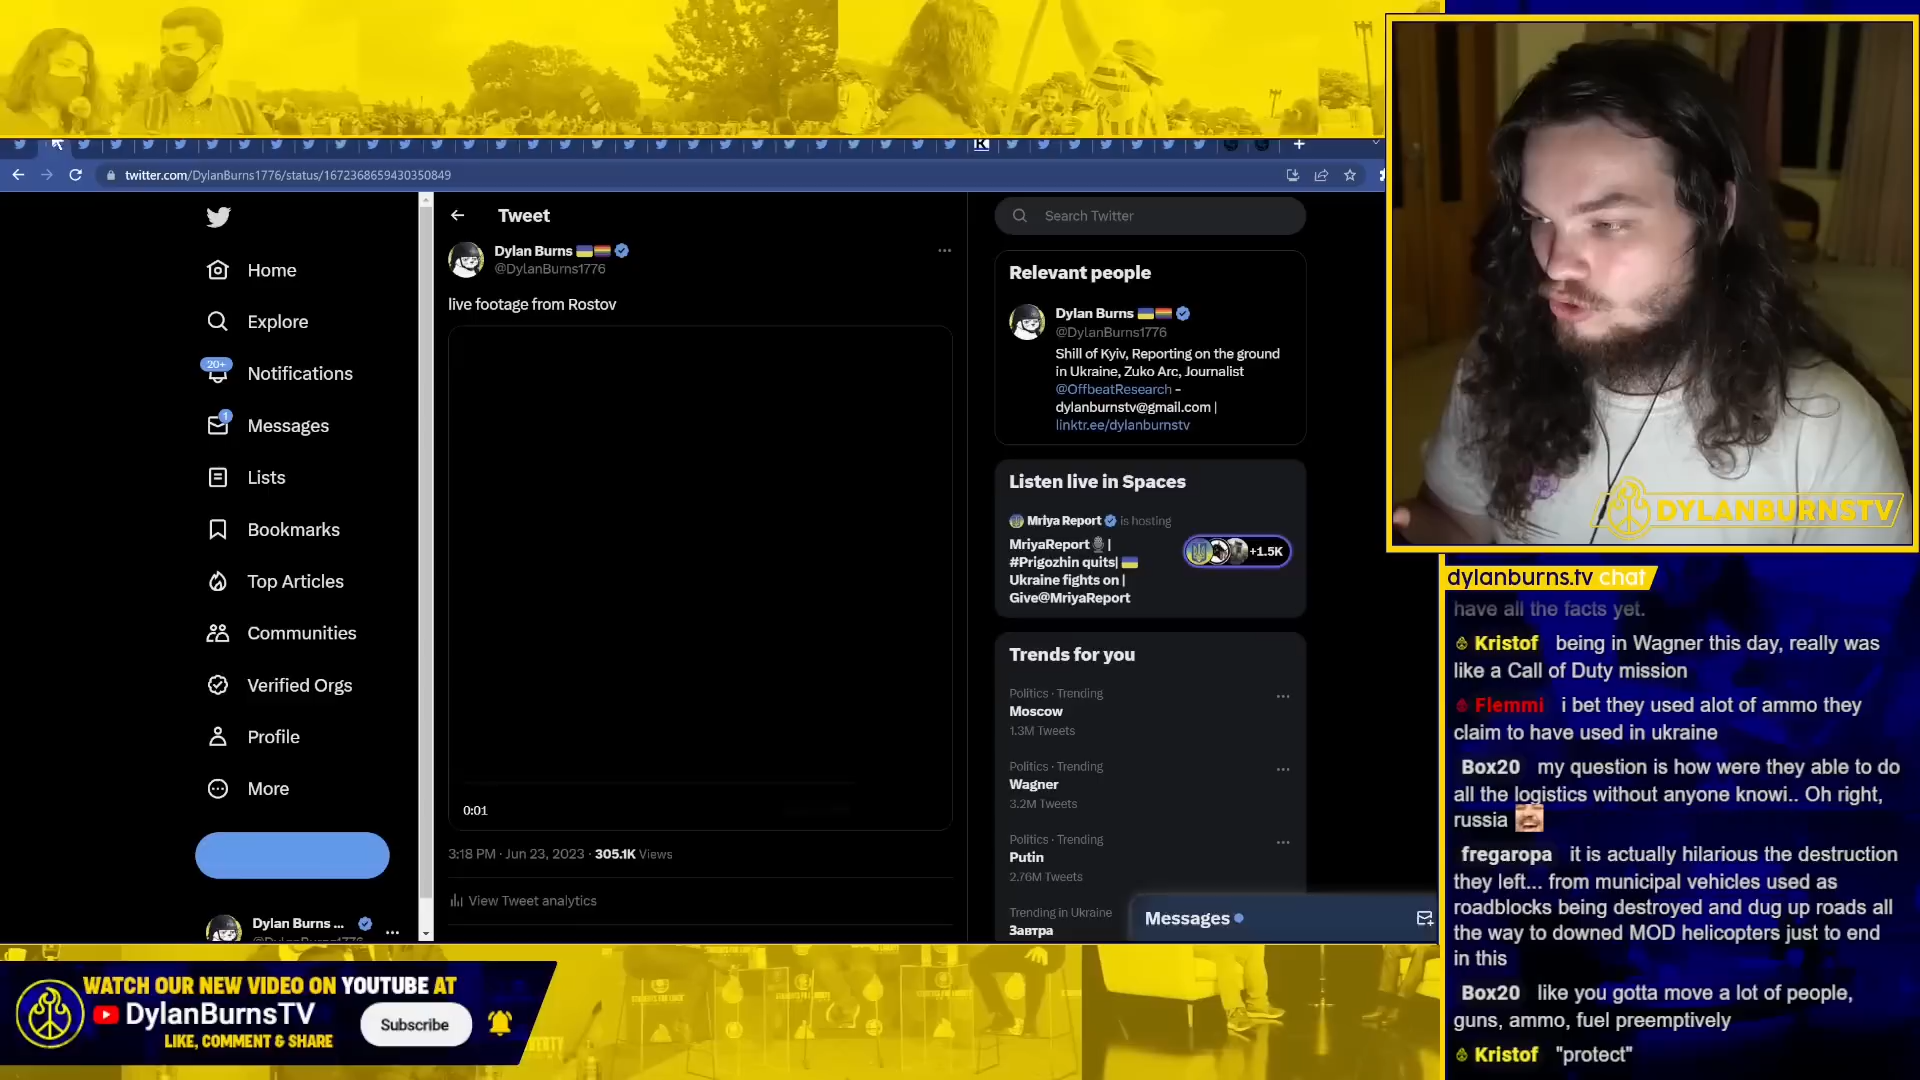 twitter.com/DylanBurns1776/status/1672368659430350849
Home
Explore
20+
Notifications
1
Messages
Lists
Bookmarks
Top Articles
Communities
Verified Orgs
Profile
More
Dylan Burns ...
@DylanBurns1776
Tweet
Dylan Burns
@DylanBurns1776
live footage from Rostov
0:01
3:18 PM · Jun 23, 2023 · 305.1K Views
View Tweet analytics
Search Twitter
Relevant people
Dylan Burns
@DylanBurns1776
Shill of Kyiv, Reporting on the ground
in Ukraine, Zuko Arc, Journalist
@OffbeatResearch -
dylanburnstv@gmail.com |
linktr.ee/dylanburnstv
Listen live in Spaces
Mriya Report is hosting
MriyaReport |
#Prigozhin quits|
Ukraine fights on |
Give@MriyaReport
+1.5K
Trends for you
Politics · Trending
Moscow
1.3M Tweets
Politics · Trending
Wagner
3.2M Tweets
Politics · Trending
Putin
2.76M Tweets
Trending in Ukraine
Завтра
Messages
DYLANBURNSTV
dylanburns.tv chat
have all the facts yet.
Kristof being in Wagner this day, really was
like a Call of Duty mission
Flemmi i bet they used alot of ammo they
claim to have used in ukraine
Box20 my question is how were they able to do
all the logistics without anyone knowi.. Oh right,
russia
fregaropa it is actually hilarious the destruction
they left... from municipal vehicles used as
roadblocks being destroyed and dug up roads all
the way to downed MOD helicopters just to end
in this
Box20 like you gotta move a lot of people,
guns, ammo, fuel preemptively
Kristof "protect"
WATCH OUR NEW VIDEO ON YOUTUBE AT
DylanBurnsTV
Subscribe
LIKE, COMMENT & SHARE